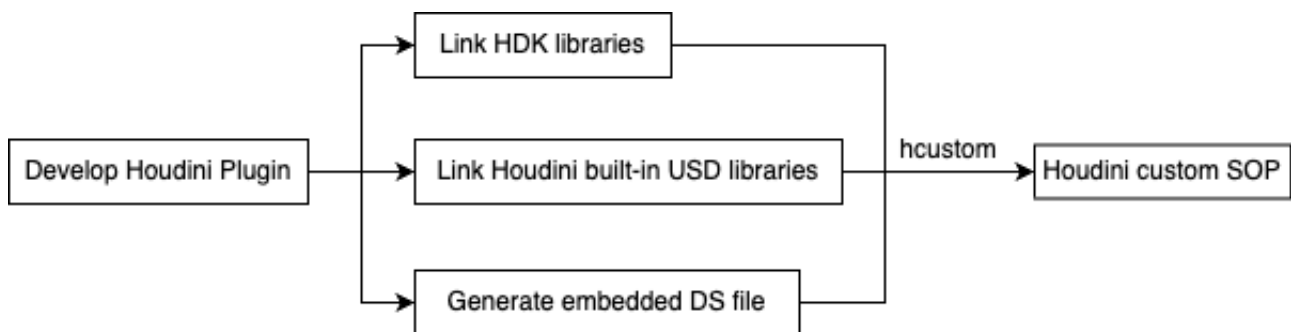 Link HDK libraries
Develop Houdini Plugin
Link Houdini built-in USD libraries
hcustom
Houdini custom SOP
Generate embedded DS file